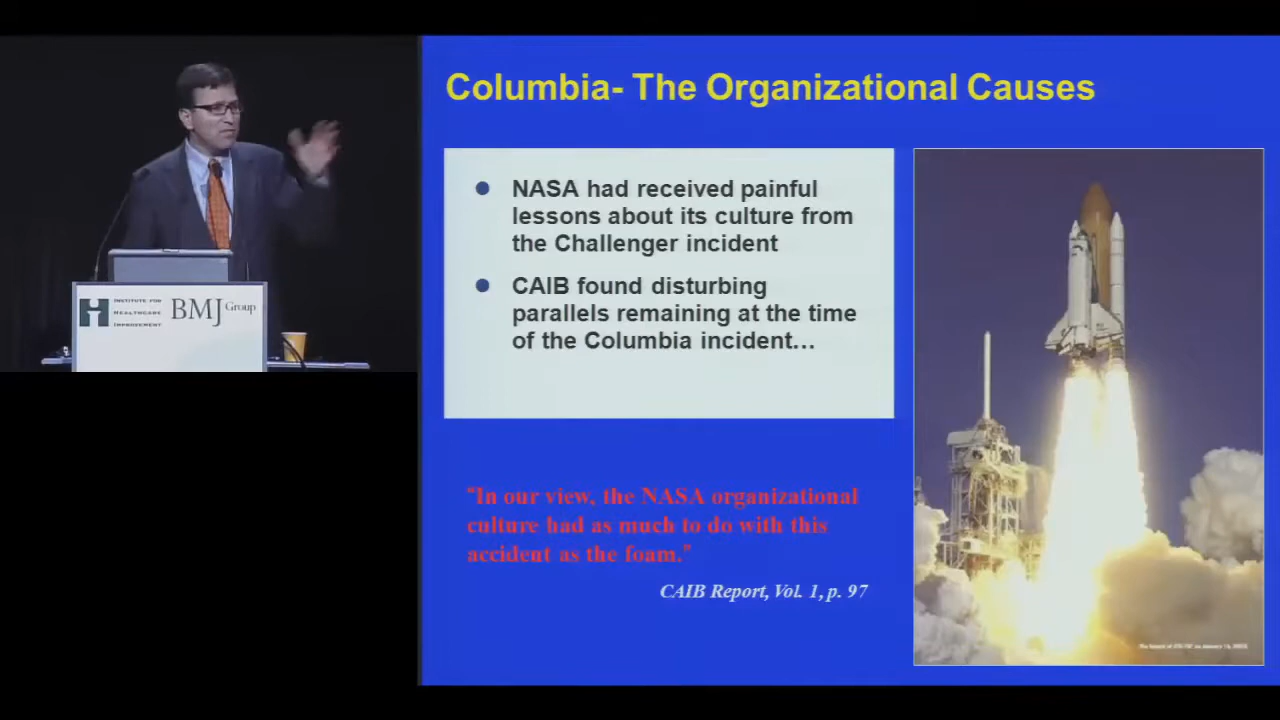 Columbia- The Organizational Causes
NASA had received painful
lessons about its culture from
the Challenger incident
CAIB found disturbing
parallels remaining at the time
of the Columbia incident…
"In our view, the NASA organizational
culture had as much to do with this
accident as the foam."
CAIB Report, Vol. 1, p. 97
INSTITUTE FOR
HEALTHCARE
IMPROVEMENT
BMJ Group